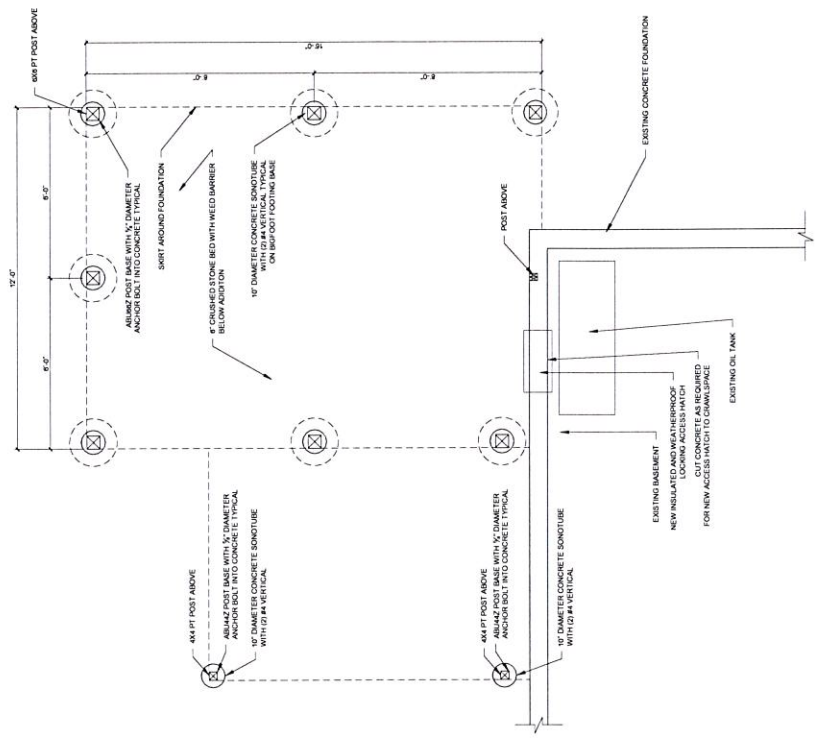 6X6 PT POST ABOVE
12'-0"
6'-0"
6'-0"
16'-0"
8'-0"
8'-0"
ABU66Z POST BASE WITH ⅝" DIAMETER
ANCHOR BOLT INTO CONCRETE TYPICAL
SKIRT AROUND FOUNDATION
6" CRUSHED STONE BED WITH WEED BARRIER
BELOW ADDITON
10" DIAMETER CONCRETE SONOTUBE
WITH (2) #4 VERTICAL TYPICAL
ON BIGFOOT FOOTING BASE
POST ABOVE
EXISTING CONCRETE FOUNDATION
4X4 PT POST ABOVE
ABU44Z POST BASE WITH ⅝" DIAMETER
ANCHOR BOLT INTO CONCRETE TYPICAL
10" DIAMETER CONCRETE SONOTUBE
WITH (2) #4 VERTICAL
4X4 PT POST ABOVE
ABU44Z POST BASE WITH ⅝" DIAMETER
ANCHOR BOLT INTO CONCRETE TYPICAL
10" DIAMETER CONCRETE SONOTUBE
WITH (2) #4 VERTICAL
EXISTING BASEMENT
NEW INSULATED AND WEATHERPROOF
LOCKING ACCESS HATCH
CUT CONCRETE AS REQUIRED
FOR NEW ACCESS HATCH TO CRAWLSPACE
EXISTING OIL TANK